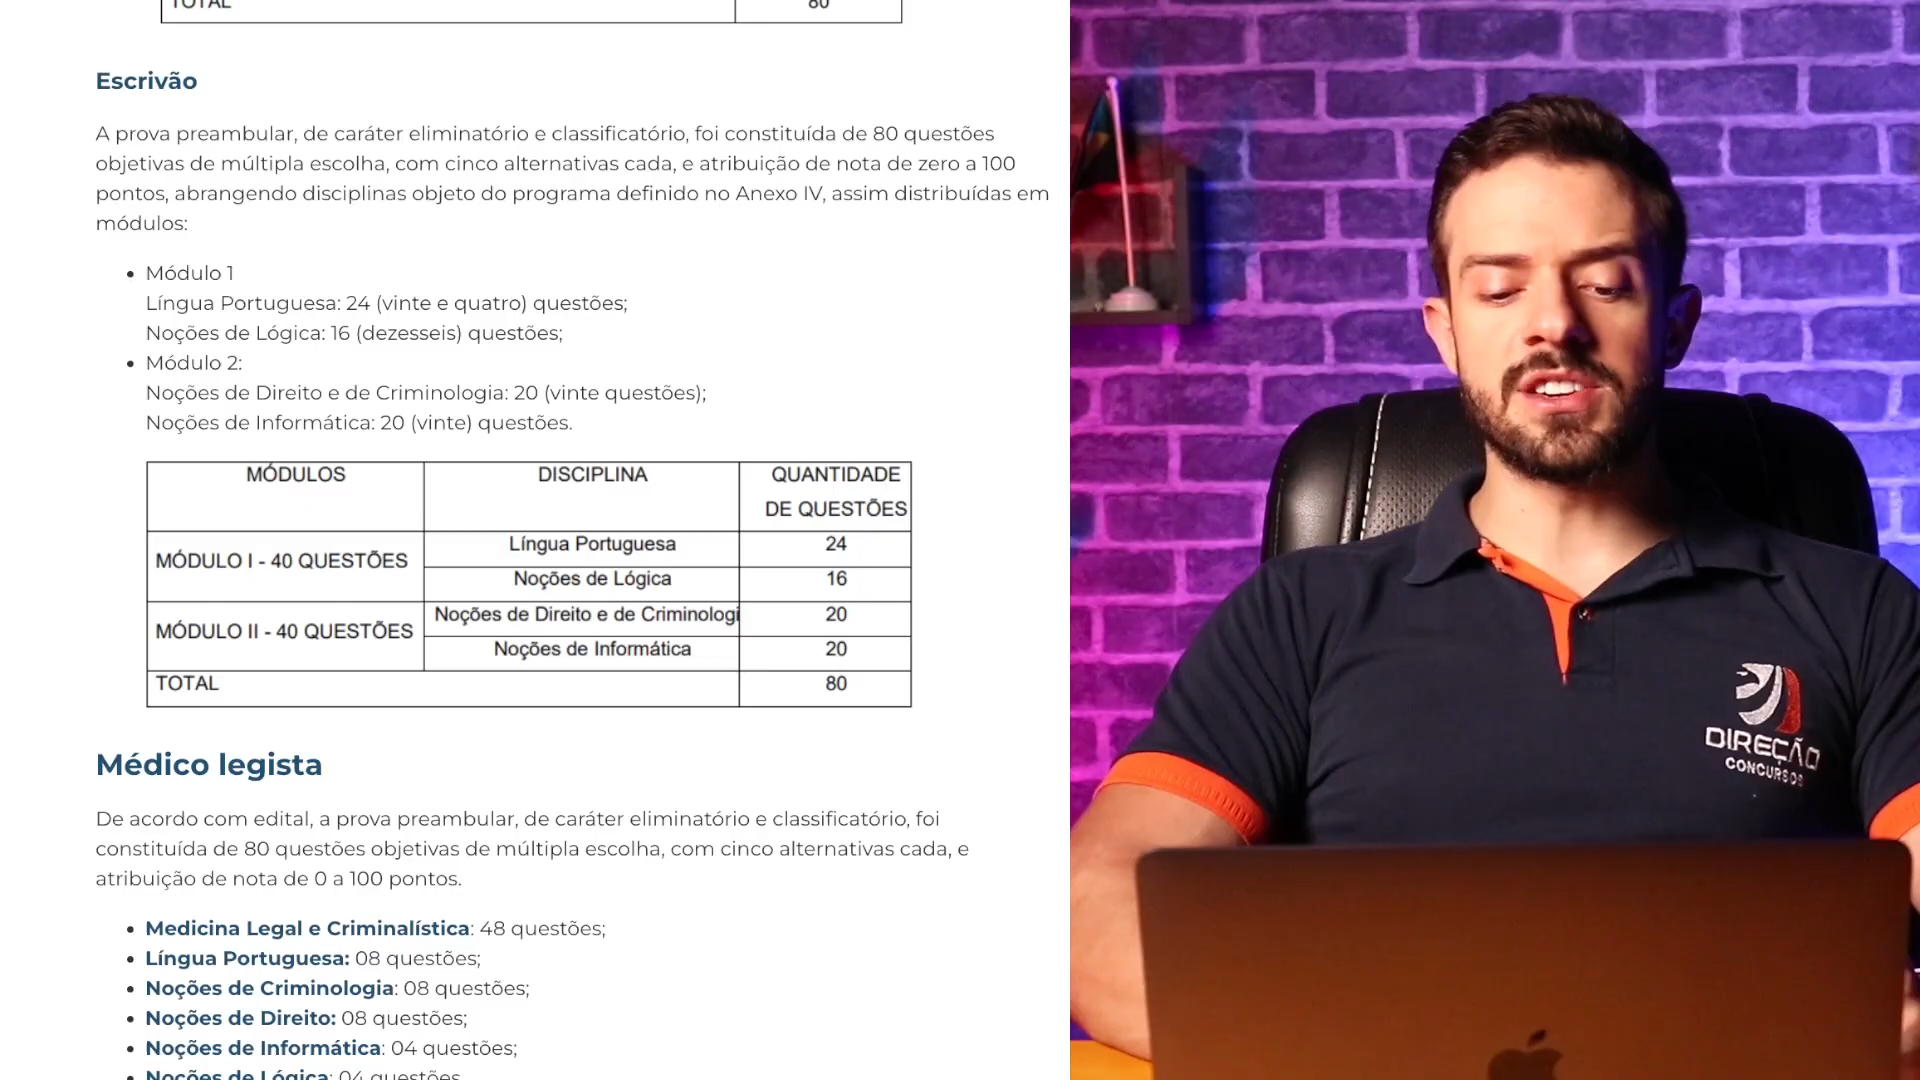 TOTAL 80
Escrivão
A prova preambular, de caráter eliminatório e classificatório, foi constituída de 80 questões
objetivas de múltipla escolha, com cinco alternativas cada, e atribuição de nota de zero a 100
pontos, abrangendo disciplinas objeto do programa definido no Anexo IV, assim distribuídas em
módulos:
• Módulo 1
Língua Portuguesa: 24 (vinte e quatro) questões;
Noções de Lógica: 16 (dezesseis) questões;
• Módulo 2:
Noções de Direito e de Criminologia: 20 (vinte questões);
Noções de Informática: 20 (vinte) questões.
MÓDULOS DISCIPLINA QUANTIDADE
DE QUESTÕES
MÓDULO I - 40 QUESTÕES
Língua Portuguesa 24
Noções de Lógica 16
MÓDULO II - 40 QUESTÕES
Noções de Direito e de Criminologi 20
Noções de Informática 20
TOTAL 80
Médico legista
De acordo com edital, a prova preambular, de caráter eliminatório e classificatório, foi
constituída de 80 questões objetivas de múltipla escolha, com cinco alternativas cada, e
atribuição de nota de 0 a 100 pontos.
• Medicina Legal e Criminalística: 48 questões;
• Língua Portuguesa: 08 questões;
• Noções de Criminologia: 08 questões;
• Noções de Direito: 08 questões;
• Noções de Informática: 04 questões;
• Noções de Lógica: 04 questões
DIREÇÃO
CONCURSOS